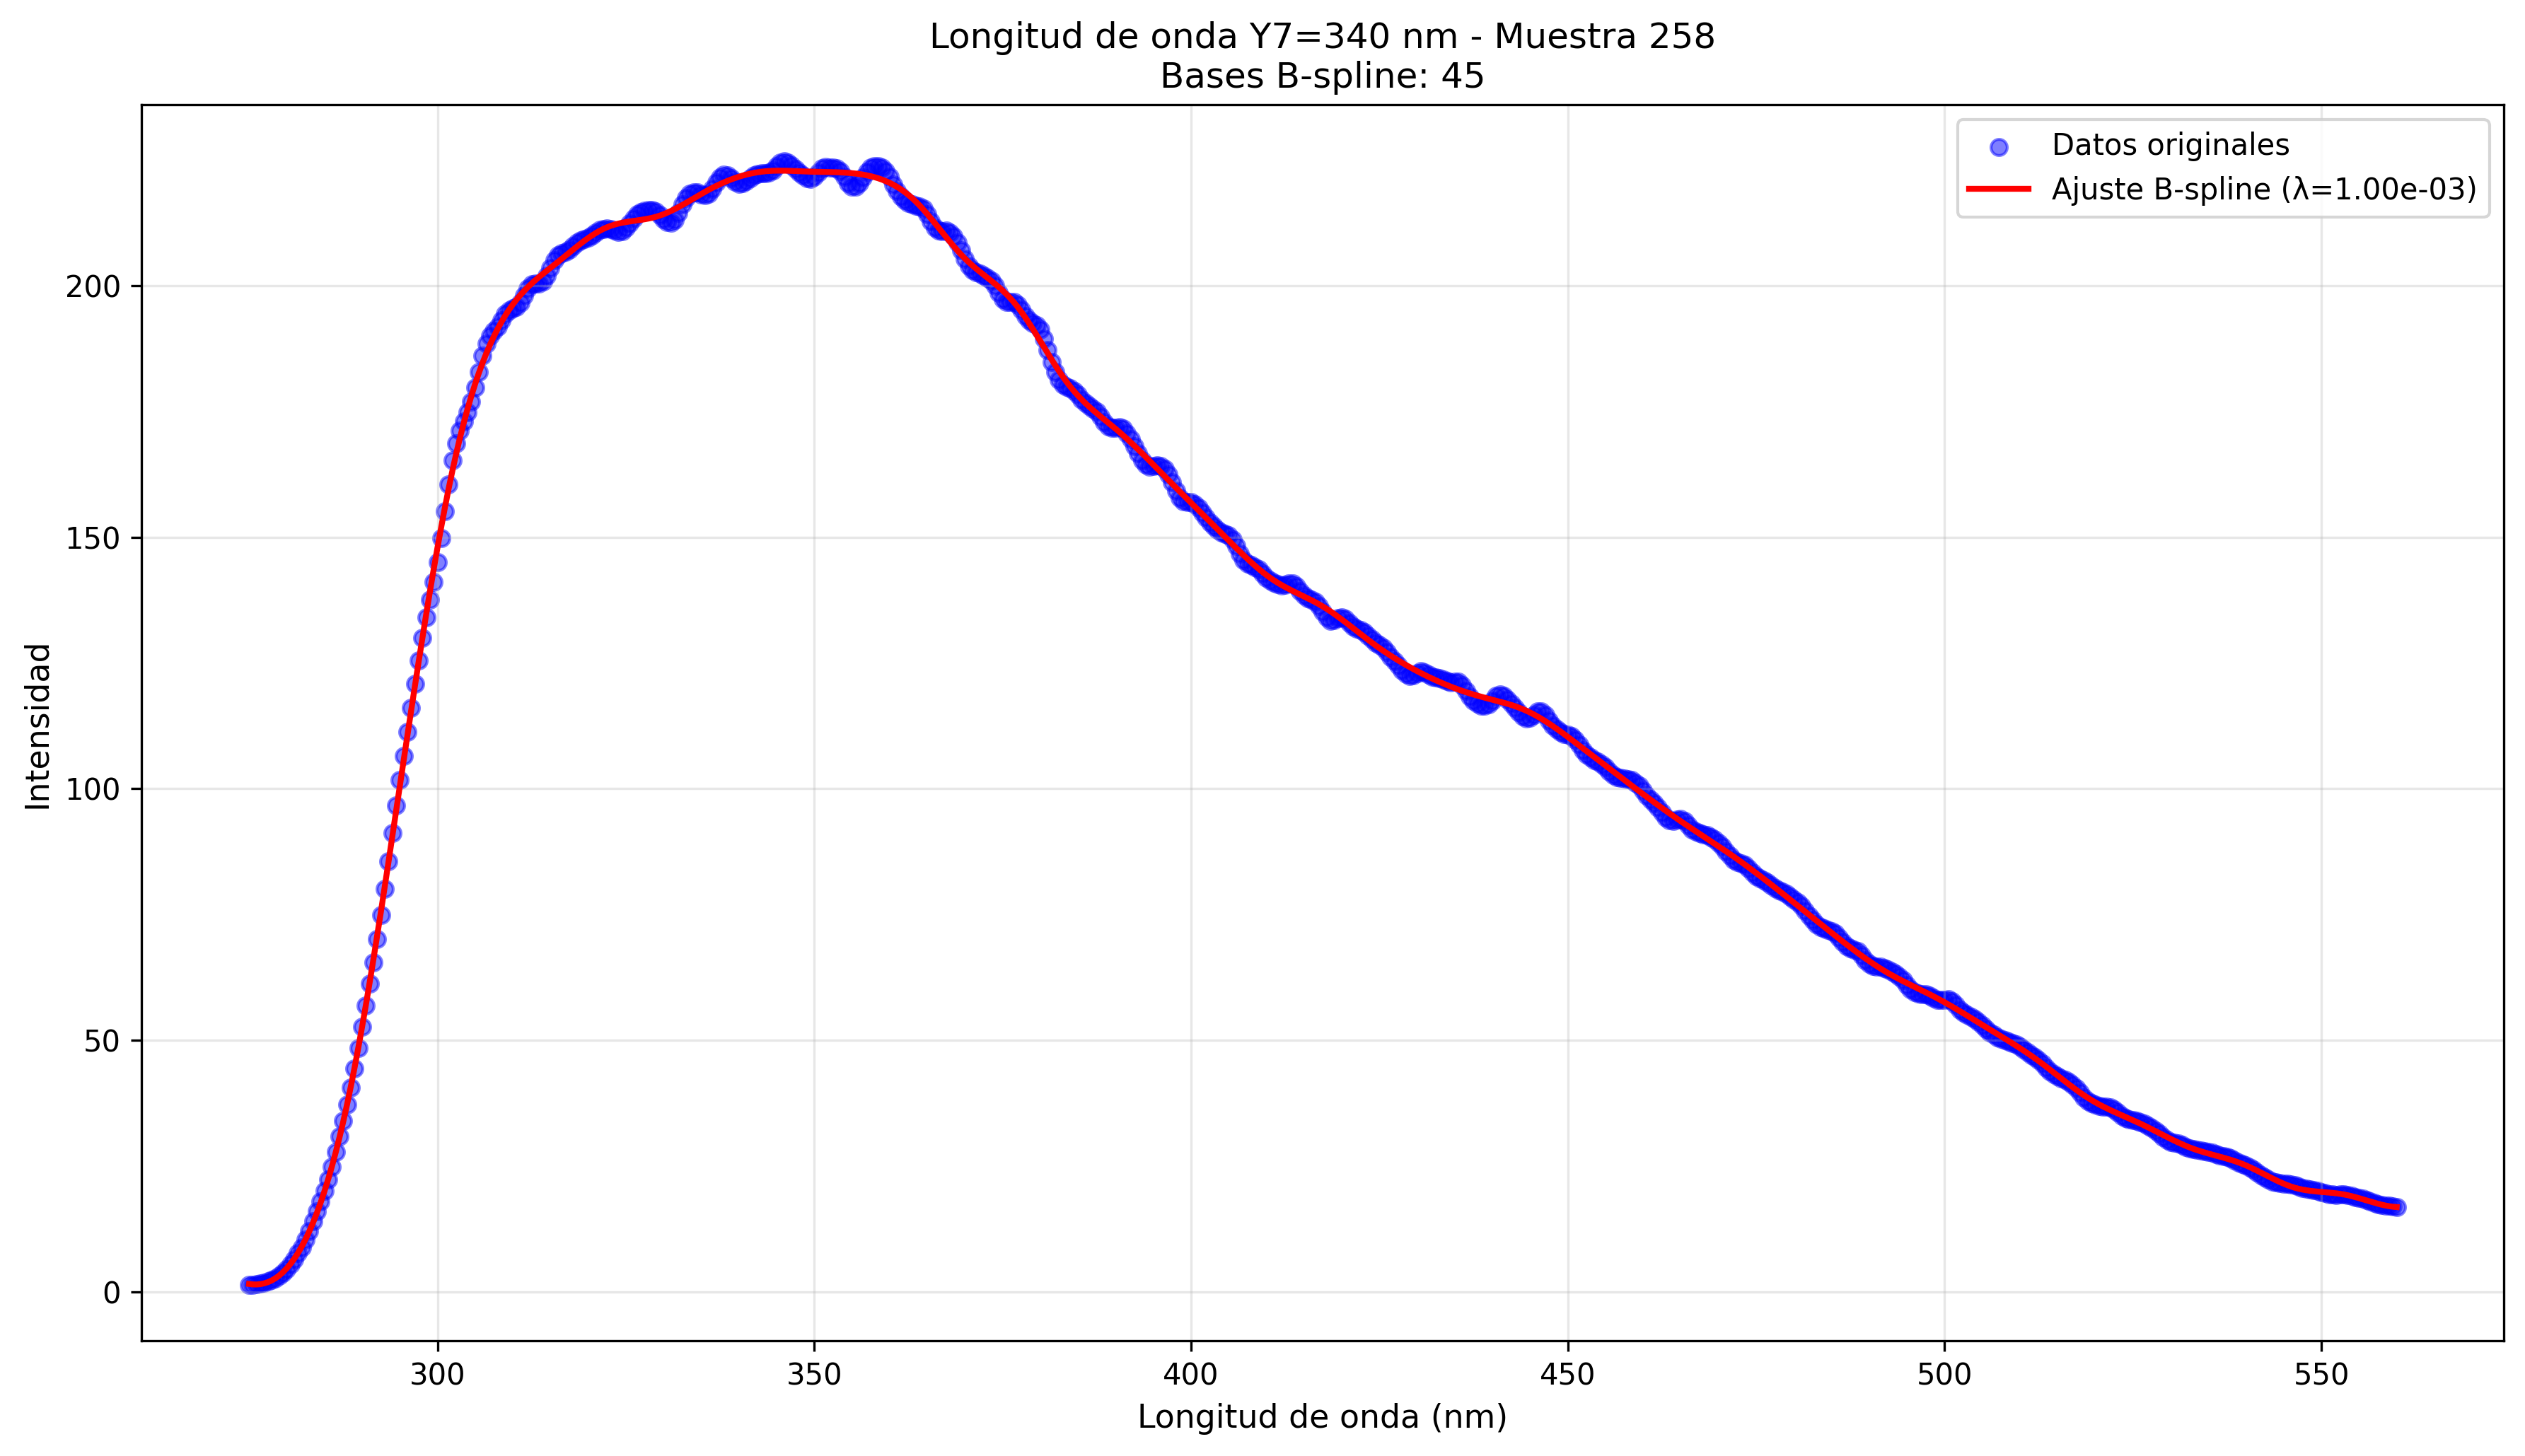 Longitud de onda Y7=340 nm - Muestra 258
Bases B-spline: 45
Datos originales
Ajuste B-spline (λ=1.00e-03)
Intensidad
200
150
100
50
0
300 350 400 450 500 550
Longitud de onda (nm)